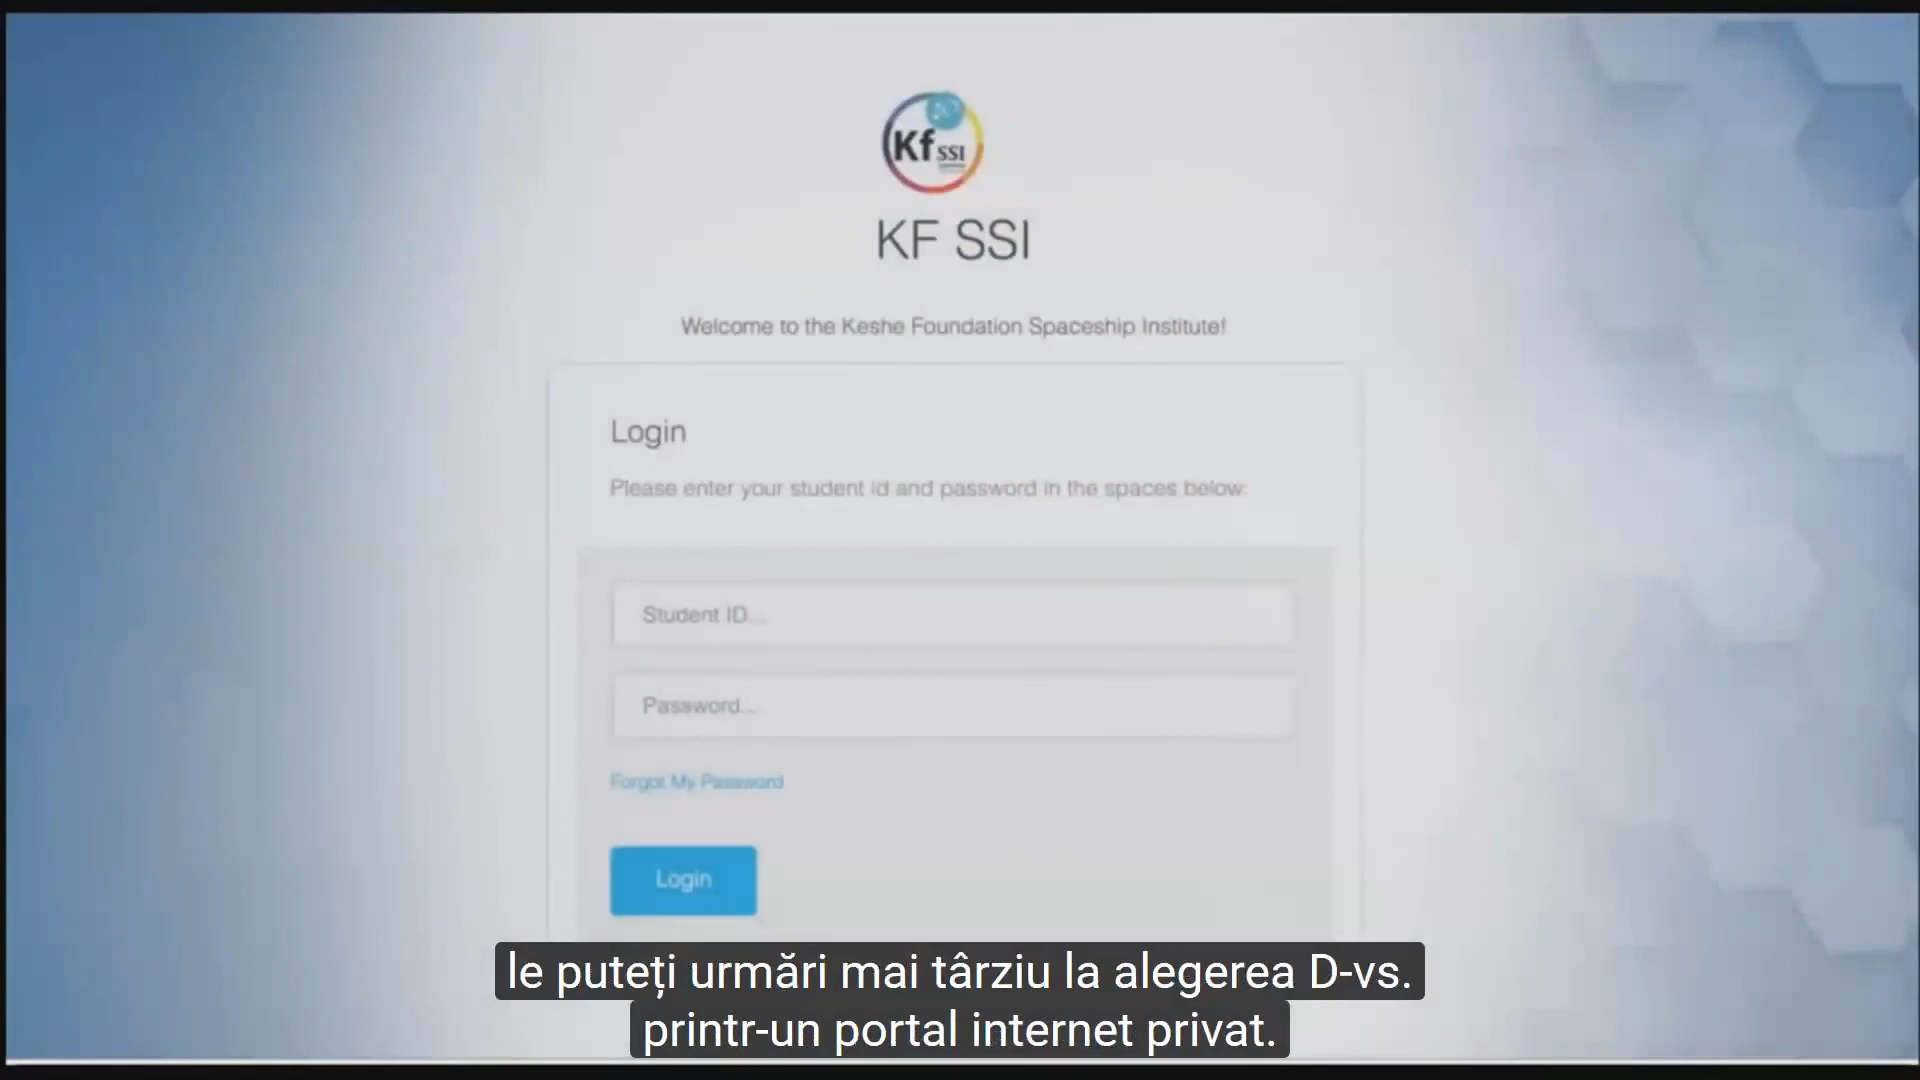 Kf SSI
KF SSI
Welcome to the Keshe Foundation Spaceship Institute!
Login
Please enter your student id and password in the spaces below:
Student ID...
Password...
Forgot My Password
Login
le puteți urmări mai târziu la alegerea D-vs.
printr-un portal internet privat.